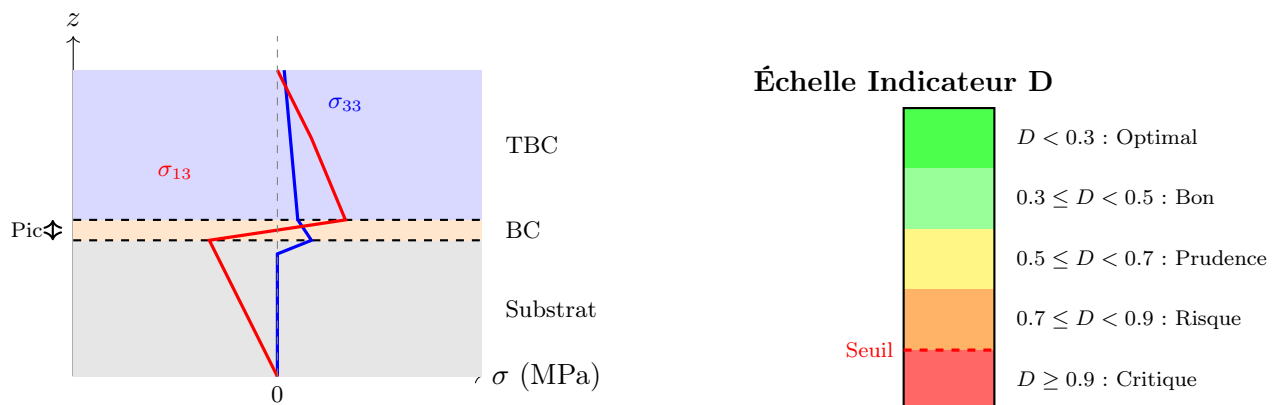 z
σ33
σ13
TBC
Pic
BC
Substrat
σ (MPa)
0
Échelle Indicateur D
D < 0.3 : Optimal
0.3 ≤ D < 0.5 : Bon
0.5 ≤ D < 0.7 : Prudence
0.7 ≤ D < 0.9 : Risque
Seuil
D ≥ 0.9 : Critique